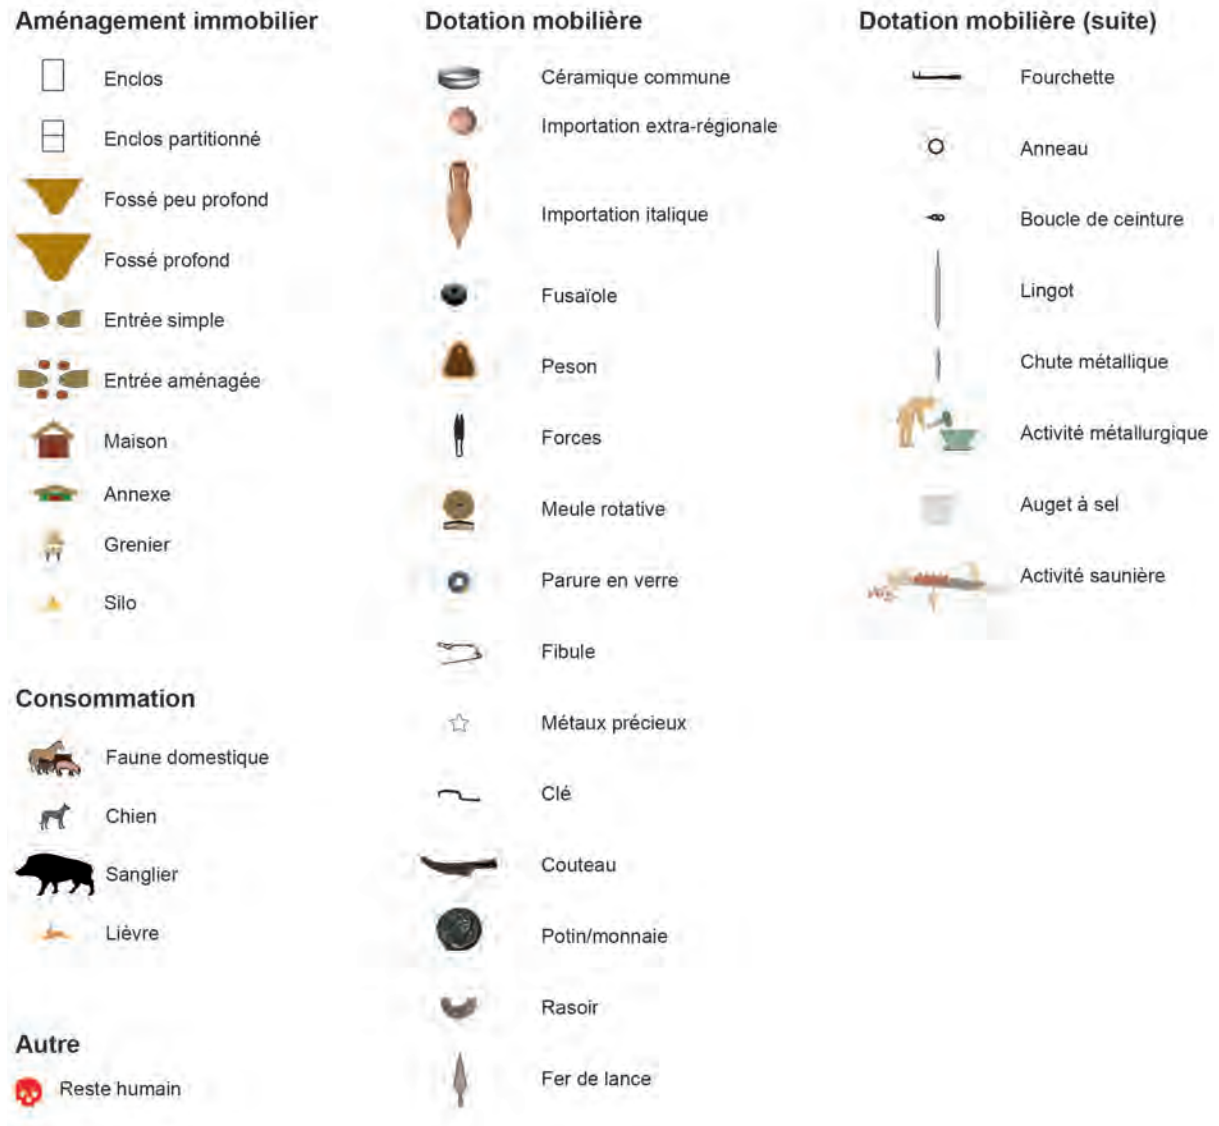 Aménagement immobilier
Enclos
Enclos partitionné
Fossé peu profond
Fossé profond
Entrée simple
Entrée aménagée
Maison
Annexe
Grenier
Silo
Consommation
Faune domestique
Chien
Sanglier
Lièvre
Autre
Reste humain
Dotation mobilière
Céramique commune
Importation extra-régionale
Importation italique
Fusaïole
Peson
Forces
Meule rotative
Parure en verre
Fibule
Métaux précieux
Clé
Couteau
Potin/monnaie
Rasoir
Fer de lance
Dotation mobilière (suite)
Fourchette
Anneau
Boucle de ceinture
Lingot
Chute métallique
Activité métallurgique
Auget à sel
Activité saunière